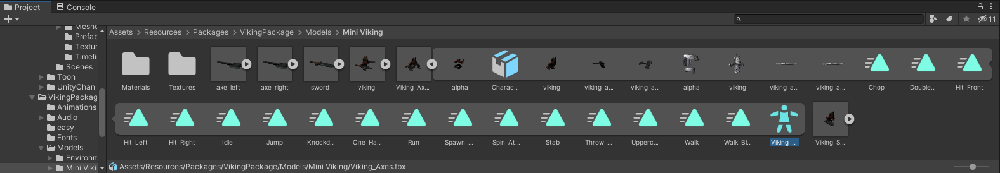 Project
Console
11
Meshe
Prefab
Textur
Timeli
Scenes
Toon
UnityChan
VikingPackag
Animations
Audio
easy
Fonts
Models
Environm
Mini Viki
Assets > Resources > Packages > VikingPackage > Models > Mini Viking
Materials Textures axe_left axe_right sword viking Viking_Ax... alpha Charac... viking viking_a... viking_a... alpha viking viking_a... viking_a... Chop Double... Hit_Front
Hit_Left Hit_Right Idle Jump Knockd... One_Ha... Run Spawn_... Spin_At... Stab Throw_... Upperc... Walk Walk_Bl... Viking_... Viking_S...
Assets/Resources/Packages/VikingPackage/Models/Mini Viking/Viking_Axes.fbx